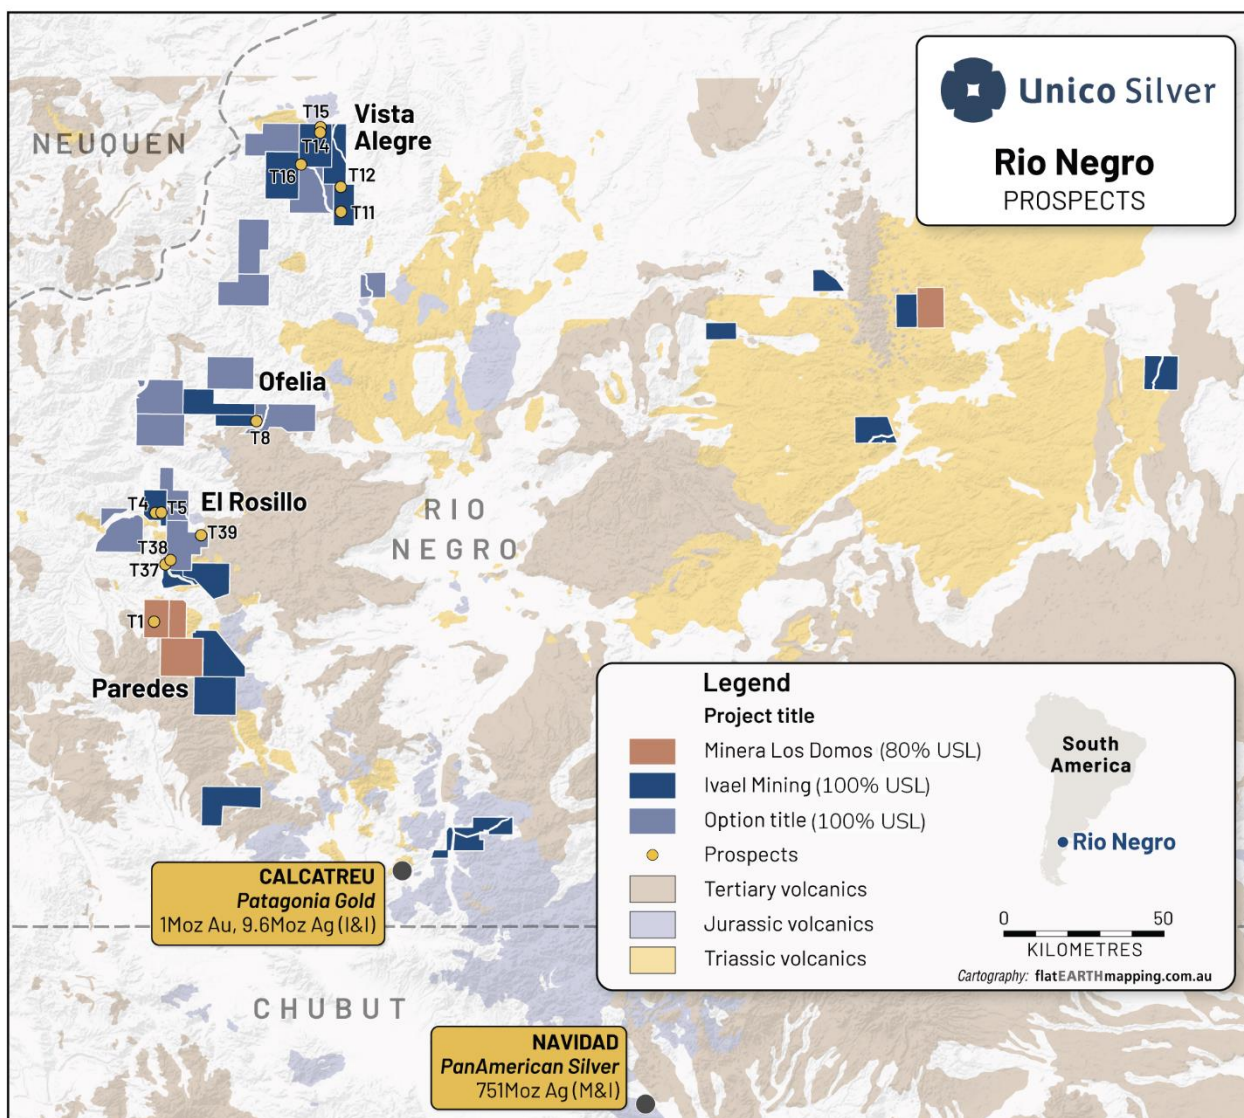 Unico Silver
Rio Negro
PROSPECTS
NEUQUEN
Vista
Alegre
T15
T14
T16
T12
T11
Ofelia
T8
El Rosillo
T4
T5
T39
T38
T37
T1
Paredes
RIO
NEGRO
CALCATREU
Patagonia Gold
1Moz Au, 9.6Moz Ag (I&I)
CHUBUT
NAVIDAD
PanAmerican Silver
751Moz Ag (M&I)
Legend
Project title
Minera Los Domos (80% USL)
Ivael Mining (100% USL)
Option title (100% USL)
Prospects
Tertiary volcanics
Jurassic volcanics
Triassic volcanics
South
America
Rio Negro
0 50
KILOMETRES
Cartography: flatEARTHmapping.com.au